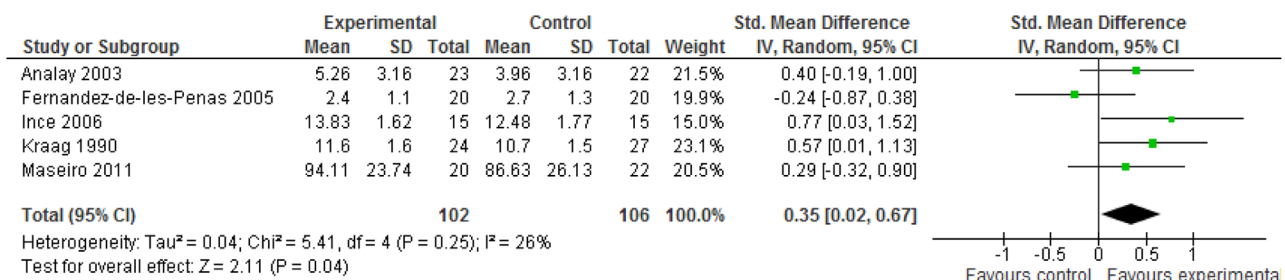 Experimental Control Std. Mean Difference Std. Mean Difference
Study or Subgroup Mean SD Total Mean SD Total Weight IV, Random, 95% CI IV, Random, 95% CI
Analay 2003 5.26 3.16 23 3.96 3.16 22 21.5% 0.40 [-0.19, 1.00]
Fernandez-de-les-Penas 2005 2.4 1.1 20 2.7 1.3 20 19.9% -0.24 [-0.87, 0.38]
Ince 2006 13.83 1.62 15 12.48 1.77 15 15.0% 0.77 [0.03, 1.52]
Kraag 1990 11.6 1.6 24 10.7 1.5 27 23.1% 0.57 [0.01, 1.13]
Maseiro 2011 94.11 23.74 20 86.63 26.13 22 20.5% 0.29 [-0.32, 0.90]
Total (95% CI) 102 106 100.0% 0.35 [0.02, 0.67]
Heterogeneity: Tau² = 0.04; Chi² = 5.41, df = 4 (P = 0.25); I² = 26%
Test for overall effect: Z = 2.11 (P = 0.04)
-1 -0.5 0 0.5 1
Favours control Favours experimental